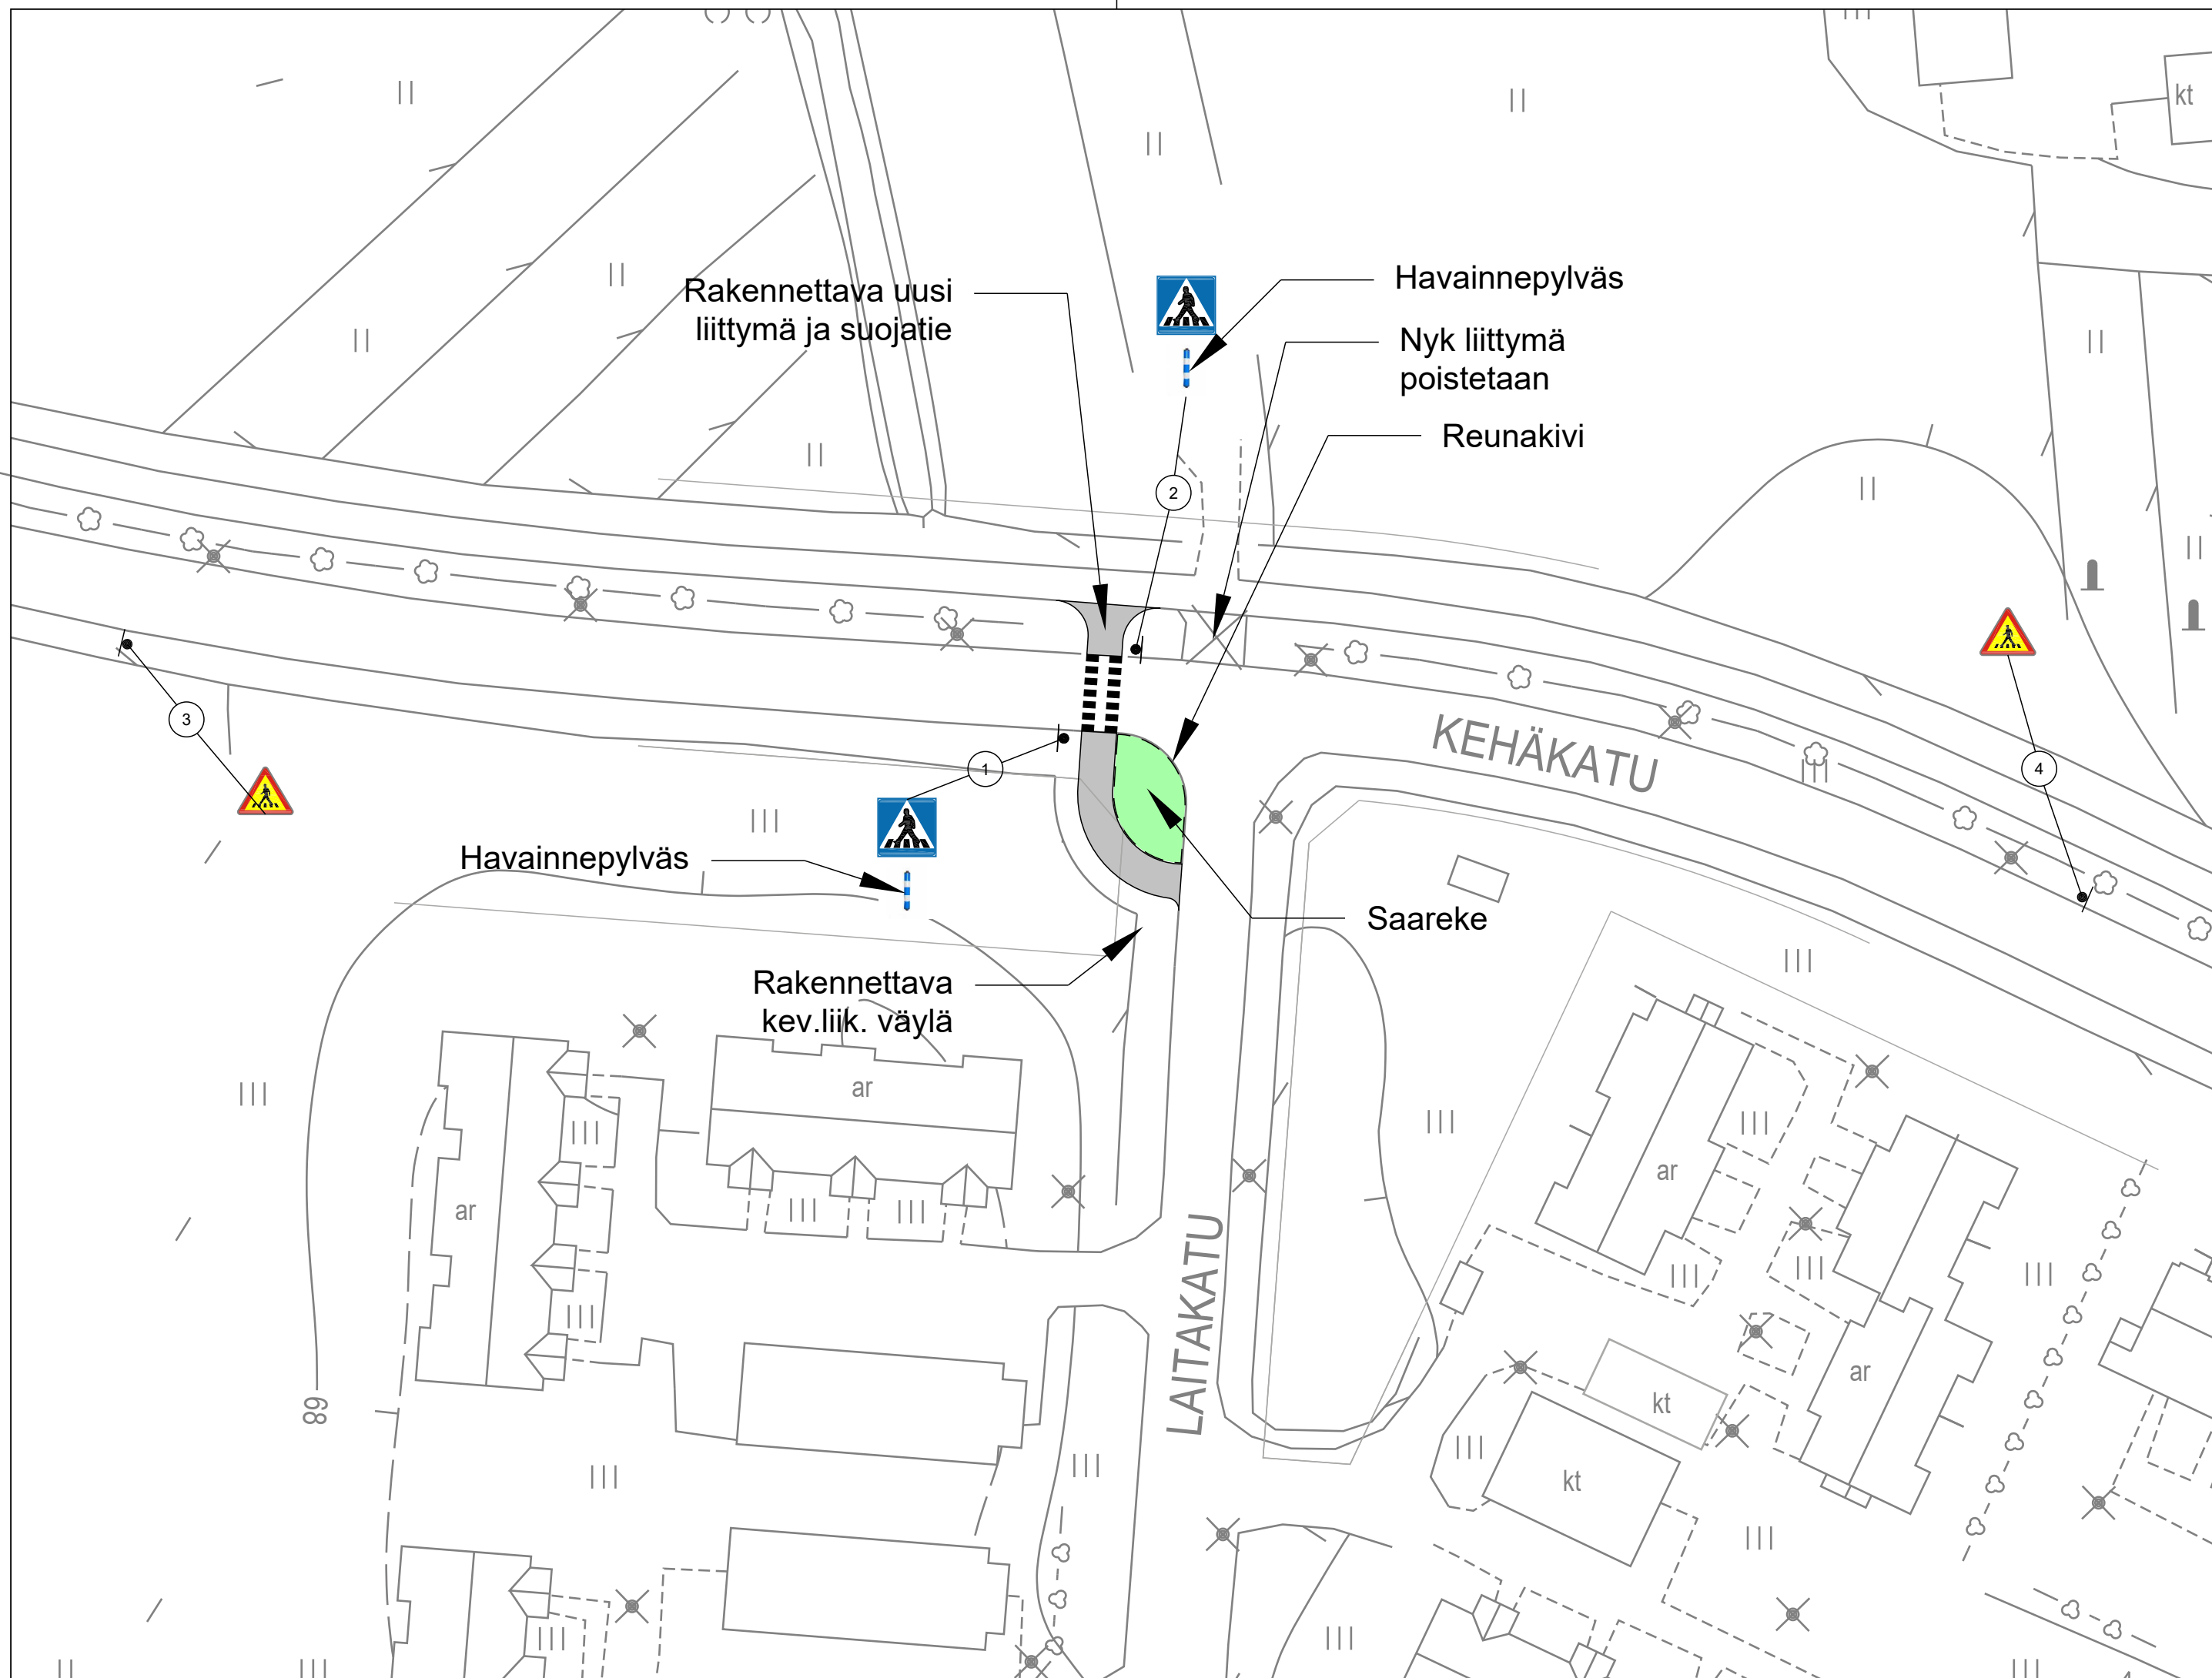 kt
Rakennettava uusi
liittymä ja suojatie
Havainnepylväs
Nyk liittymä
poistetaan
Reunakivi
2
3
1
4
KEHÄKATU
Havainnepylväs
Saareke
Rakennettava
kev.liik. väylä
ar
ar
ar
LAITAKATU
ar
kt
kt
68